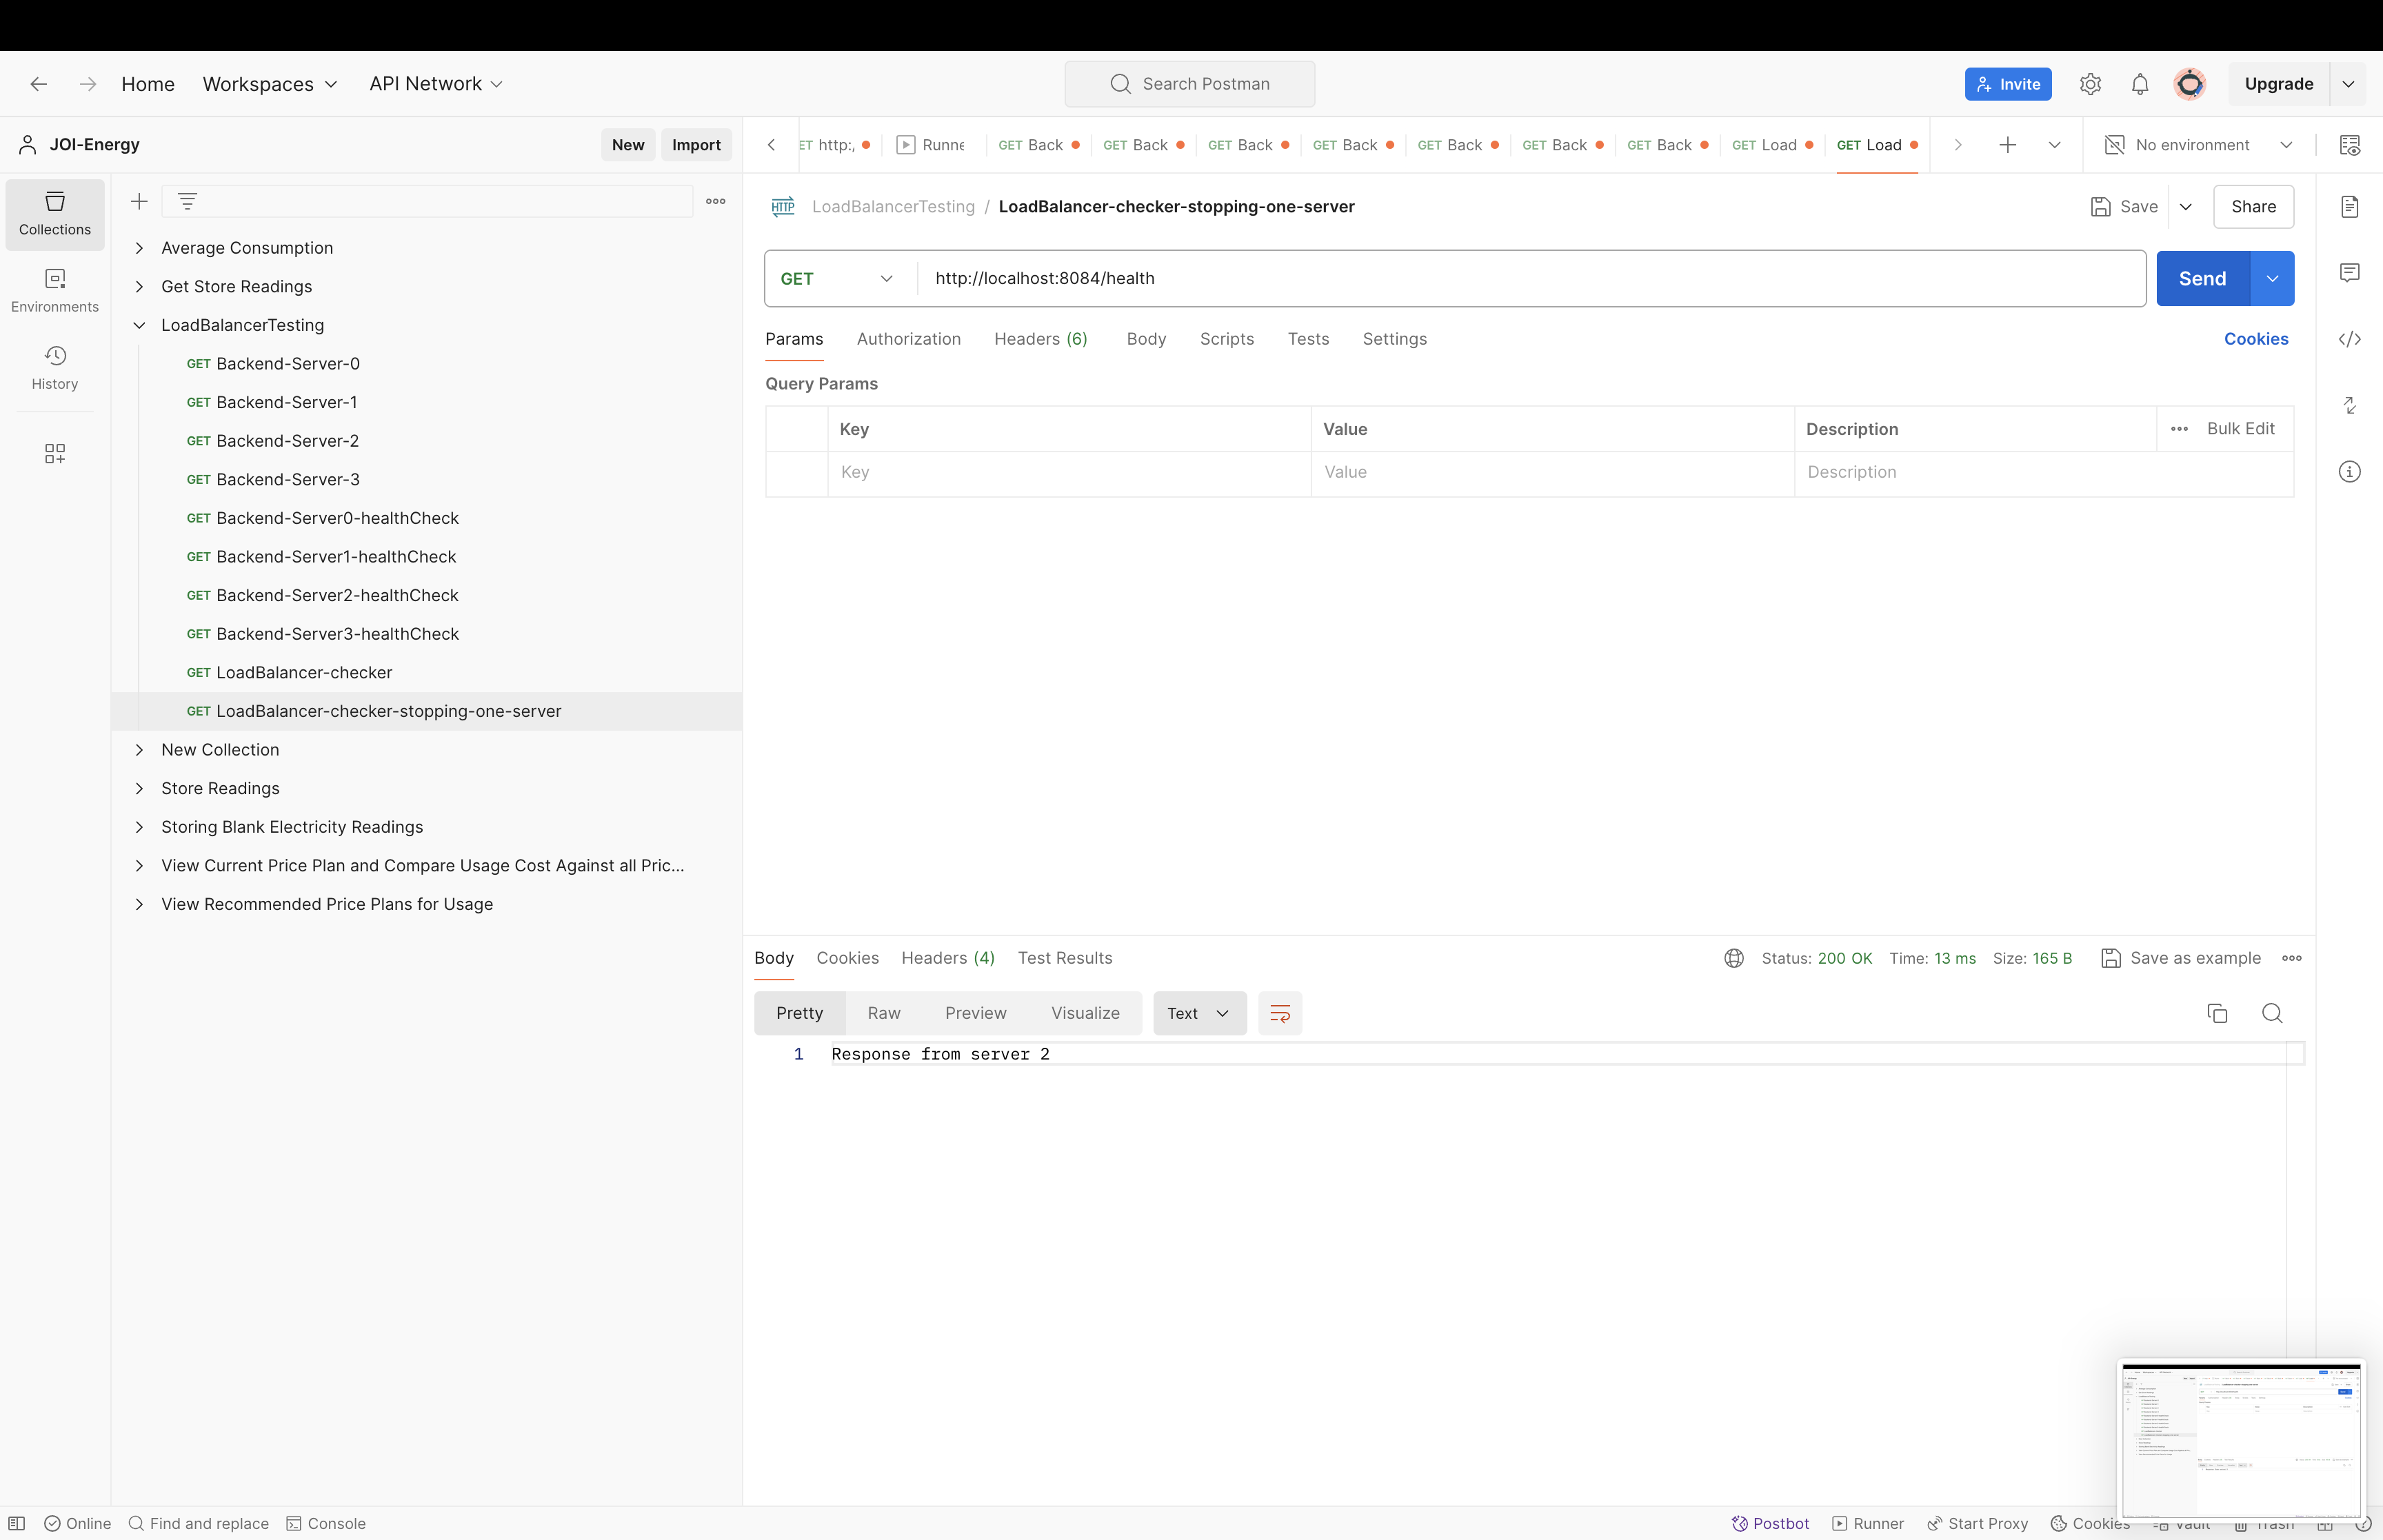 Home Workspaces API Network Search Postman Invite Upgrade
JOI-Energy New Import
ET http:, Runne GET Back GET Back GET Back GET Back GET Back GET Back GET Back GET Load GET Load No environment
Collections
Environments
History
Average Consumption
Get Store Readings
LoadBalancerTesting
GET Backend-Server-0
GET Backend-Server-1
GET Backend-Server-2
GET Backend-Server-3
GET Backend-Server0-healthCheck
GET Backend-Server1-healthCheck
GET Backend-Server2-healthCheck
GET Backend-Server3-healthCheck
GET LoadBalancer-checker
GET LoadBalancer-checker-stopping-one-server
New Collection
Store Readings
Storing Blank Electricity Readings
View Current Price Plan and Compare Usage Cost Against all Pric...
View Recommended Price Plans for Usage
HTTP LoadBalancerTesting / LoadBalancer-checker-stopping-one-server Save Share
GET http://localhost:8084/health Send
Params Authorization Headers (6) Body Scripts Tests Settings Cookies
Query Params
Key Value Description Bulk Edit
Key Value Description
Body Cookies Headers (4) Test Results Status: 200 OK Time: 13 ms Size: 165 B Save as example
Pretty Raw Preview Visualize Text
1 Response from server 2
Online Find and replace Console Postbot Runner Start Proxy Cookies Vault Trash